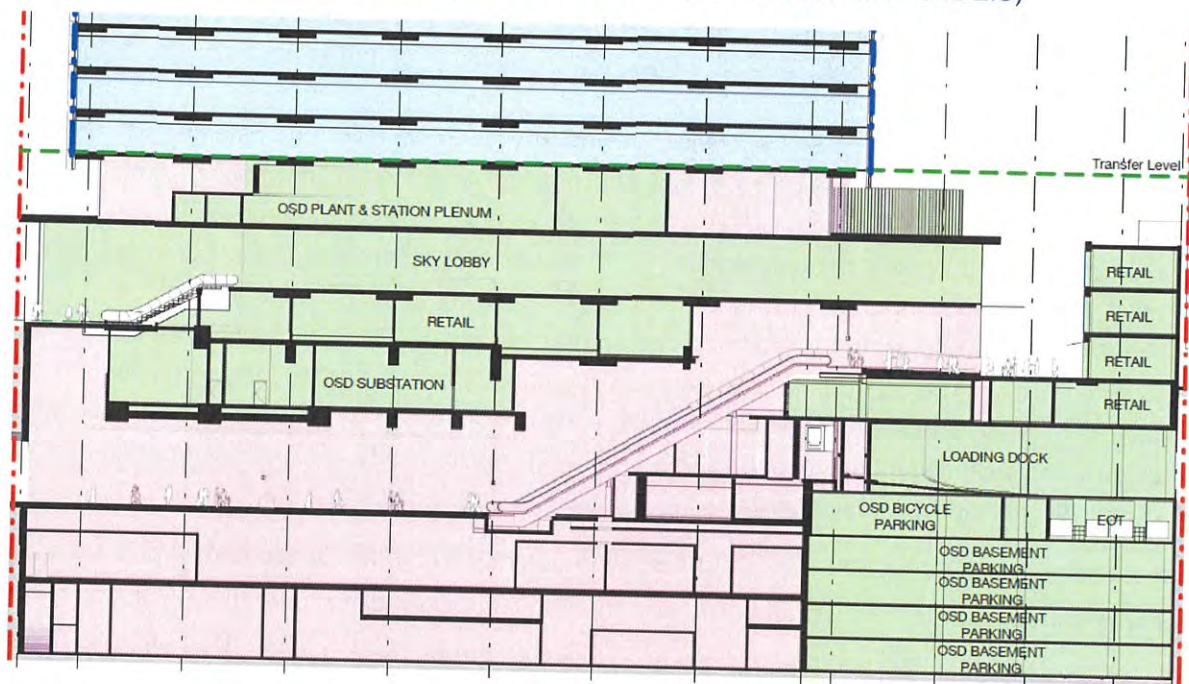 Transfer Level
OSD PLANT & STATION PLENUM
SKY LOBBY
RETAIL
RETAIL
RETAIL
RETAIL
OSD SUBSTATION
RETAIL
LOADING DOCK
OSD BICYCLE
PARKING
EOT
OSD BASEMENT
PARKING
OSD BASEMENT
PARKING
OSD BASEMENT
PARKING
OSD BASEMENT
PARKING